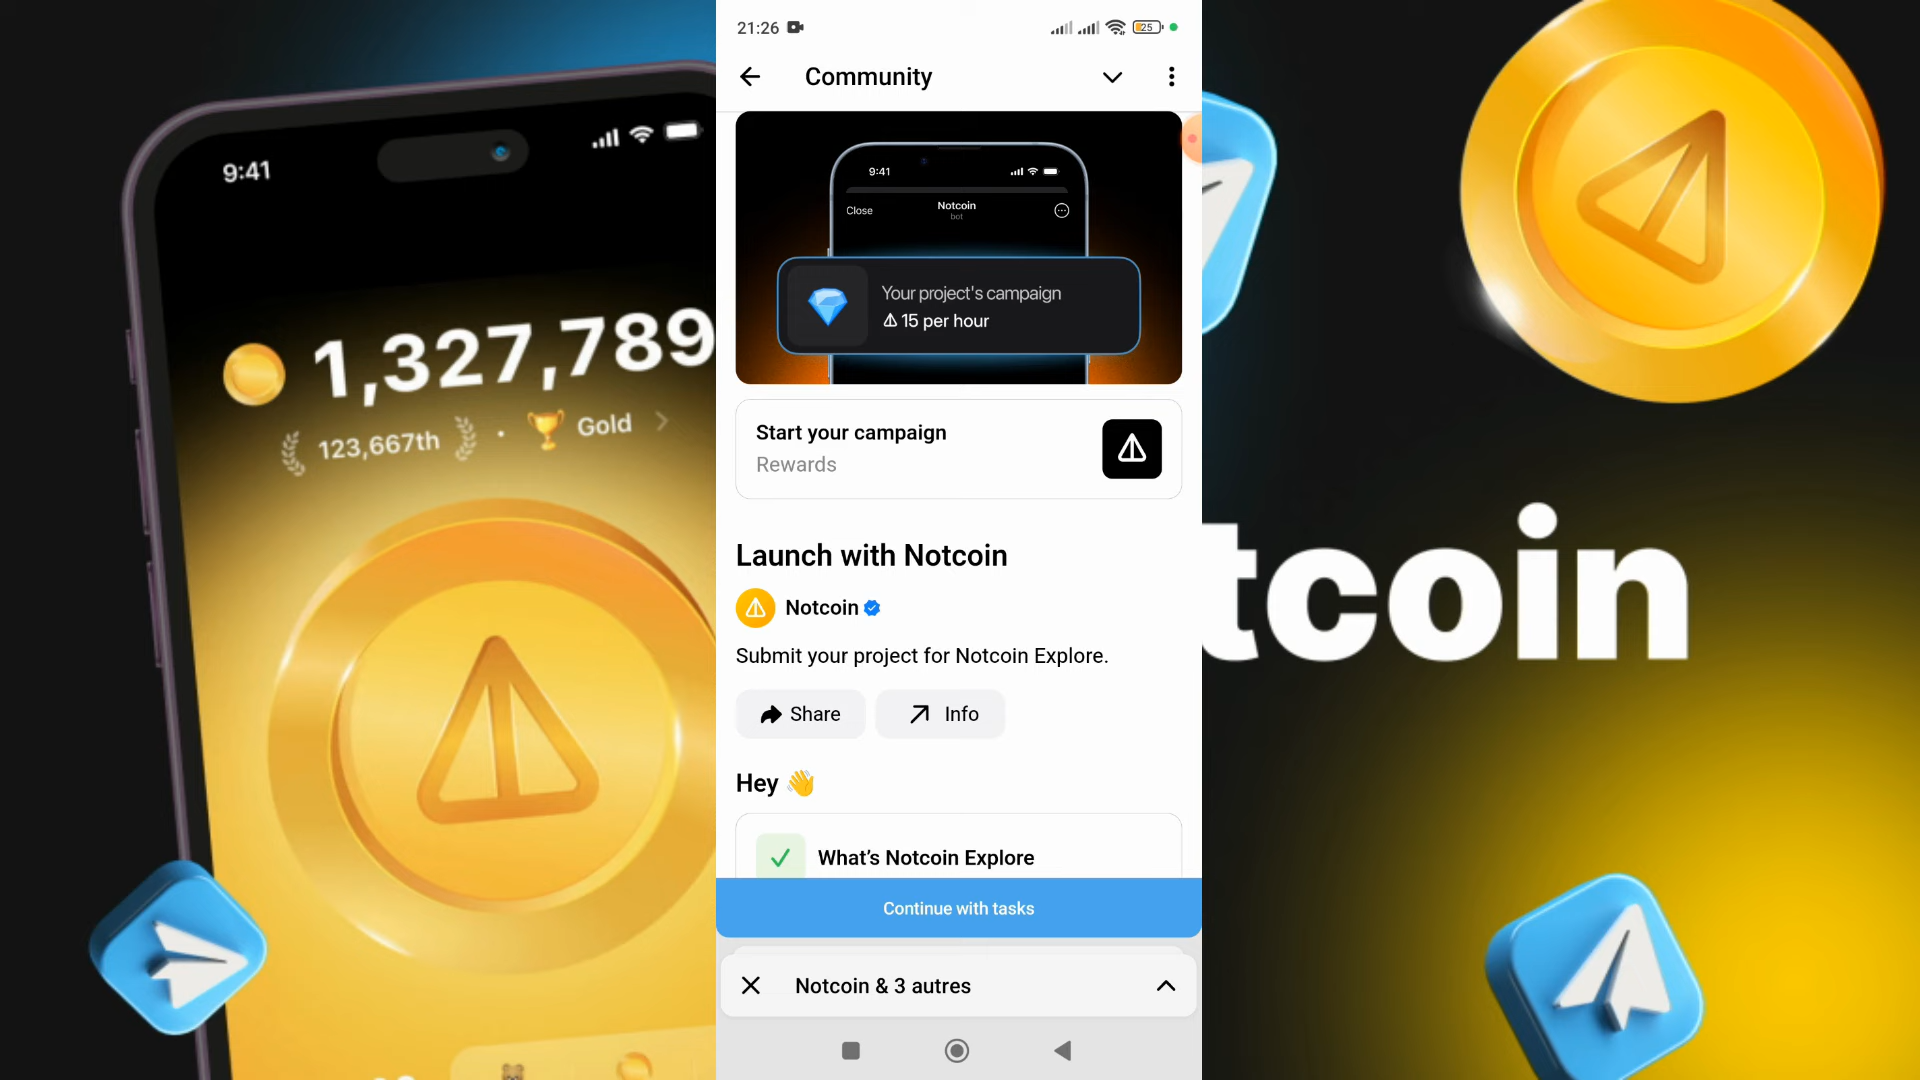 9:41
1,327,789
123,667th · Gold
21:26
25
Community
9:41
Close
Notcoin
bot
Your project's campaign
15 per hour
Start your campaign
Rewards
Launch with Notcoin
Notcoin
Submit your project for Notcoin Explore.
Share
Info
Hey 👋
What's Notcoin Explore
Continue with tasks
Notcoin & 3 autres
tcoin